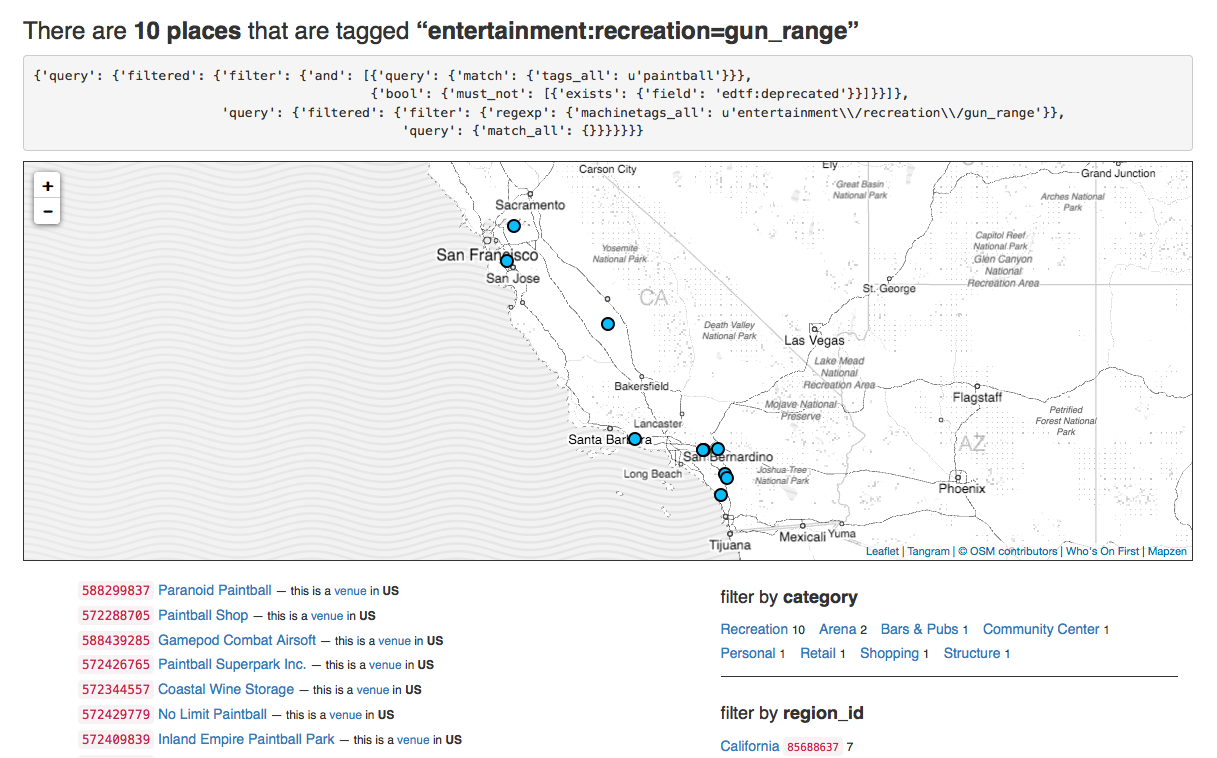 There are 10 places that are tagged “entertainment:recreation=gun_range”
{'query': {'filtered': {'filter': {'and': [{'query': {'match': {'tags_all': u'paintball'}}},
{'bool': {'must_not': [{'exists': {'field': 'edtf:deprecated'}}]}}]},
'query': {'filtered': {'filter': {'regexp': {'machinetags_all': u'entertainment\\/recreation\\/gun_range'}},
'query': {'match_all': {}}}}}}}
+
−
Carson City
Ely
Grand Junction
Great Basin
National Park
Arches National
Park
Sacramento
San Francisco
San Jose
Yosemite
National Park
Capitol Reef
National Park
Glen Canyon
National
Recreation Area
CA
St. George
Death Valley
National Park
Las Vegas
Lake Mead
National
Recreation Area
Bakersfield
Mojave National
Preserve
Flagstaff
Petrified
Forest National
Park
Lancaster
Santa Barbara
AZ
San Bernardino
Long Beach
Joshua Tree
National Park
Phoenix
Tijuana
Mexicali
Yuma
Leaflet | Tangram | © OSM contributors | Who's On First | Mapzen
588299837 Paranoid Paintball — this is a venue in US
572288705 Paintball Shop — this is a venue in US
588439285 Gamepod Combat Airsoft — this is a venue in US
572426765 Paintball Superpark Inc. — this is a venue in US
572344557 Coastal Wine Storage — this is a venue in US
572429779 No Limit Paintball — this is a venue in US
572409839 Inland Empire Paintball Park — this is a venue in US
filter by category
Recreation 10 Arena 2 Bars & Pubs 1 Community Center 1
Personal 1 Retail 1 Shopping 1 Structure 1
filter by region_id
California 85688637 7